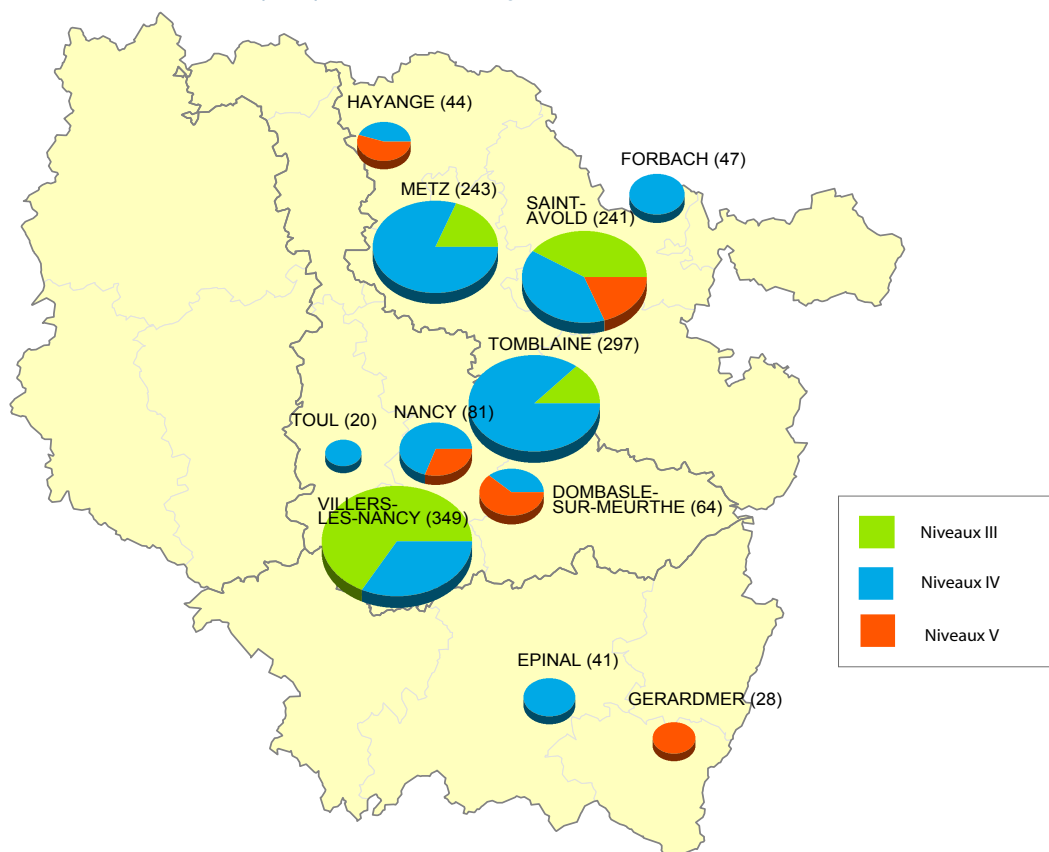 HAYANGE (44)
FORBACH (47)
METZ (243)
SAINT-
AVOLD (241)
TOMBLAINE (297)
TOUL (20)
NANCY (81)
VILLERS-
LES-NANCY (349)
DOMBASLE-
SUR-MEURTHE (64)
Niveaux III
Niveaux IV
Niveaux V
EPINAL (41)
GERARDMER (28)